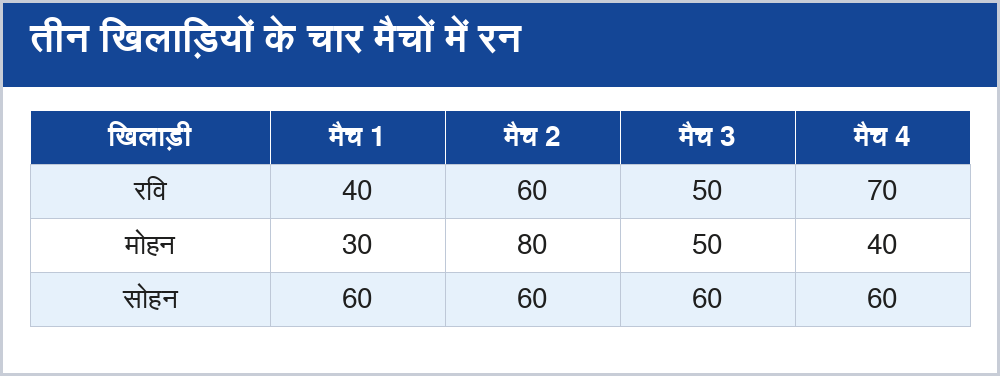 तीन खिलाड़ियों के चार मैचों में रन
खिलाड़ी मैच 1 मैच 2 मैच 3 मैच 4
रवि 40 60 50 70
मोहन 30 80 50 40
सोहन 60 60 60 60